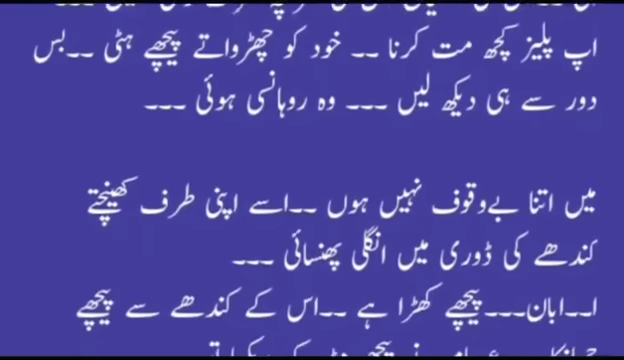 اپ پلیز کچھ مت کرنا ۔۔ خود کو چھڑواتے پیچھے ہٹی ۔۔بس
دور سے ہی دیکھ لیں ۔۔۔ وہ روہانسی ہوئی ۔۔۔
میں اتنا بےوقوف نہیں ہوں ۔۔اسے اپنی طرف کھینچتے
کندھے کی ڈوری میں انگلی پھنسائی ۔۔۔
ا۔۔ابان۔۔۔پیچھے کھڑا ہے ۔۔اس کے کندھے سے پیچھے